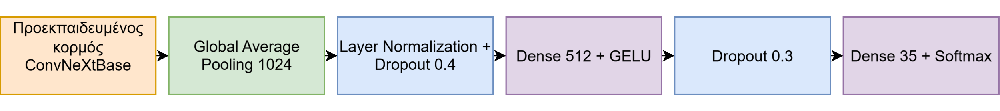 Προεκπαιδευμένος
κορμός
ConvNeXtBase
Global Average
Pooling 1024
Layer Normalization +
Dropout 0.4
Dense 512 + GELU
Dropout 0.3
Dense 35 + Softmax